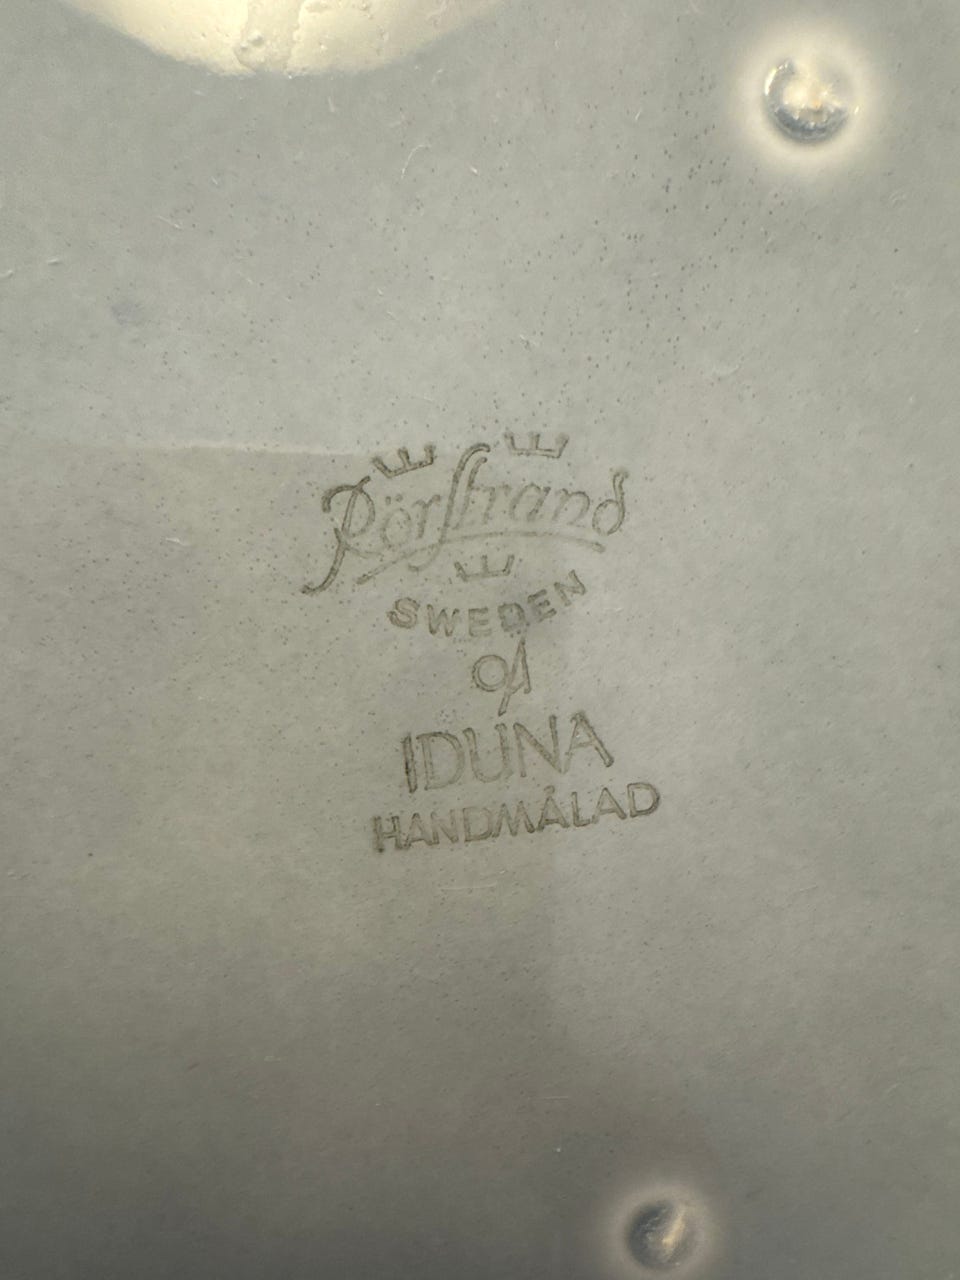 Rörstrand
SWEDEN
IDUNA
HANDMÅLAD